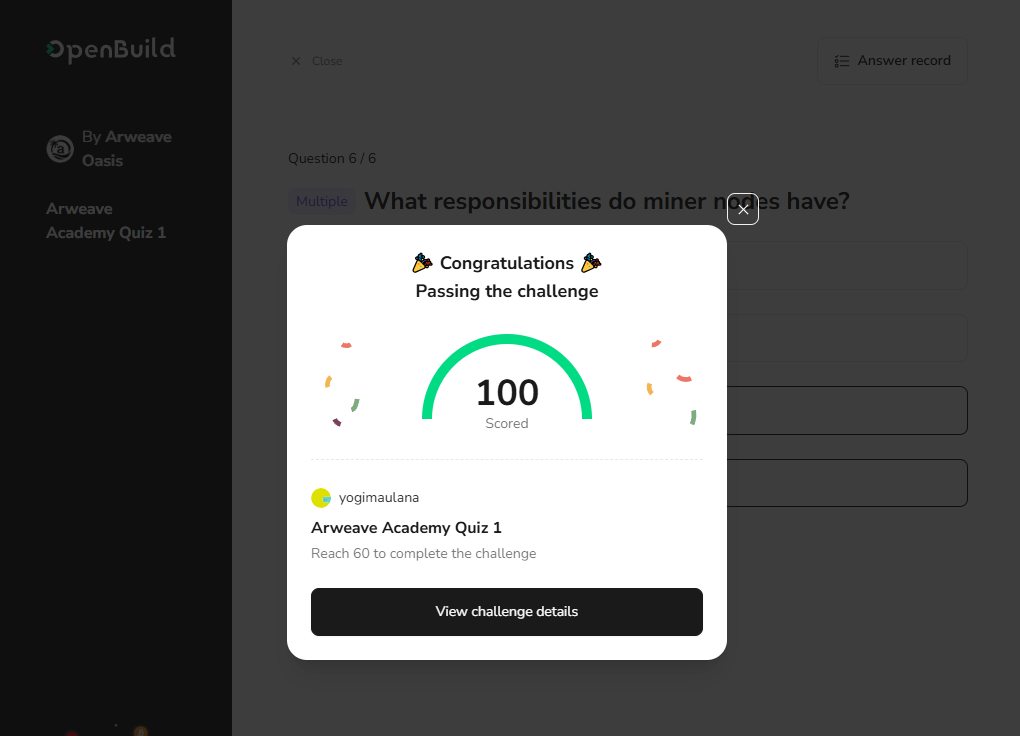 OpenBuild
Close
Answer record
By Arweave
Oasis
Arweave
Academy Quiz 1
Question 6 / 6
Multiple
What responsibilities do miner nodes have?
Congratulations
Passing the challenge
100
Scored
yogimaulana
Arweave Academy Quiz 1
Reach 60 to complete the challenge
View challenge details